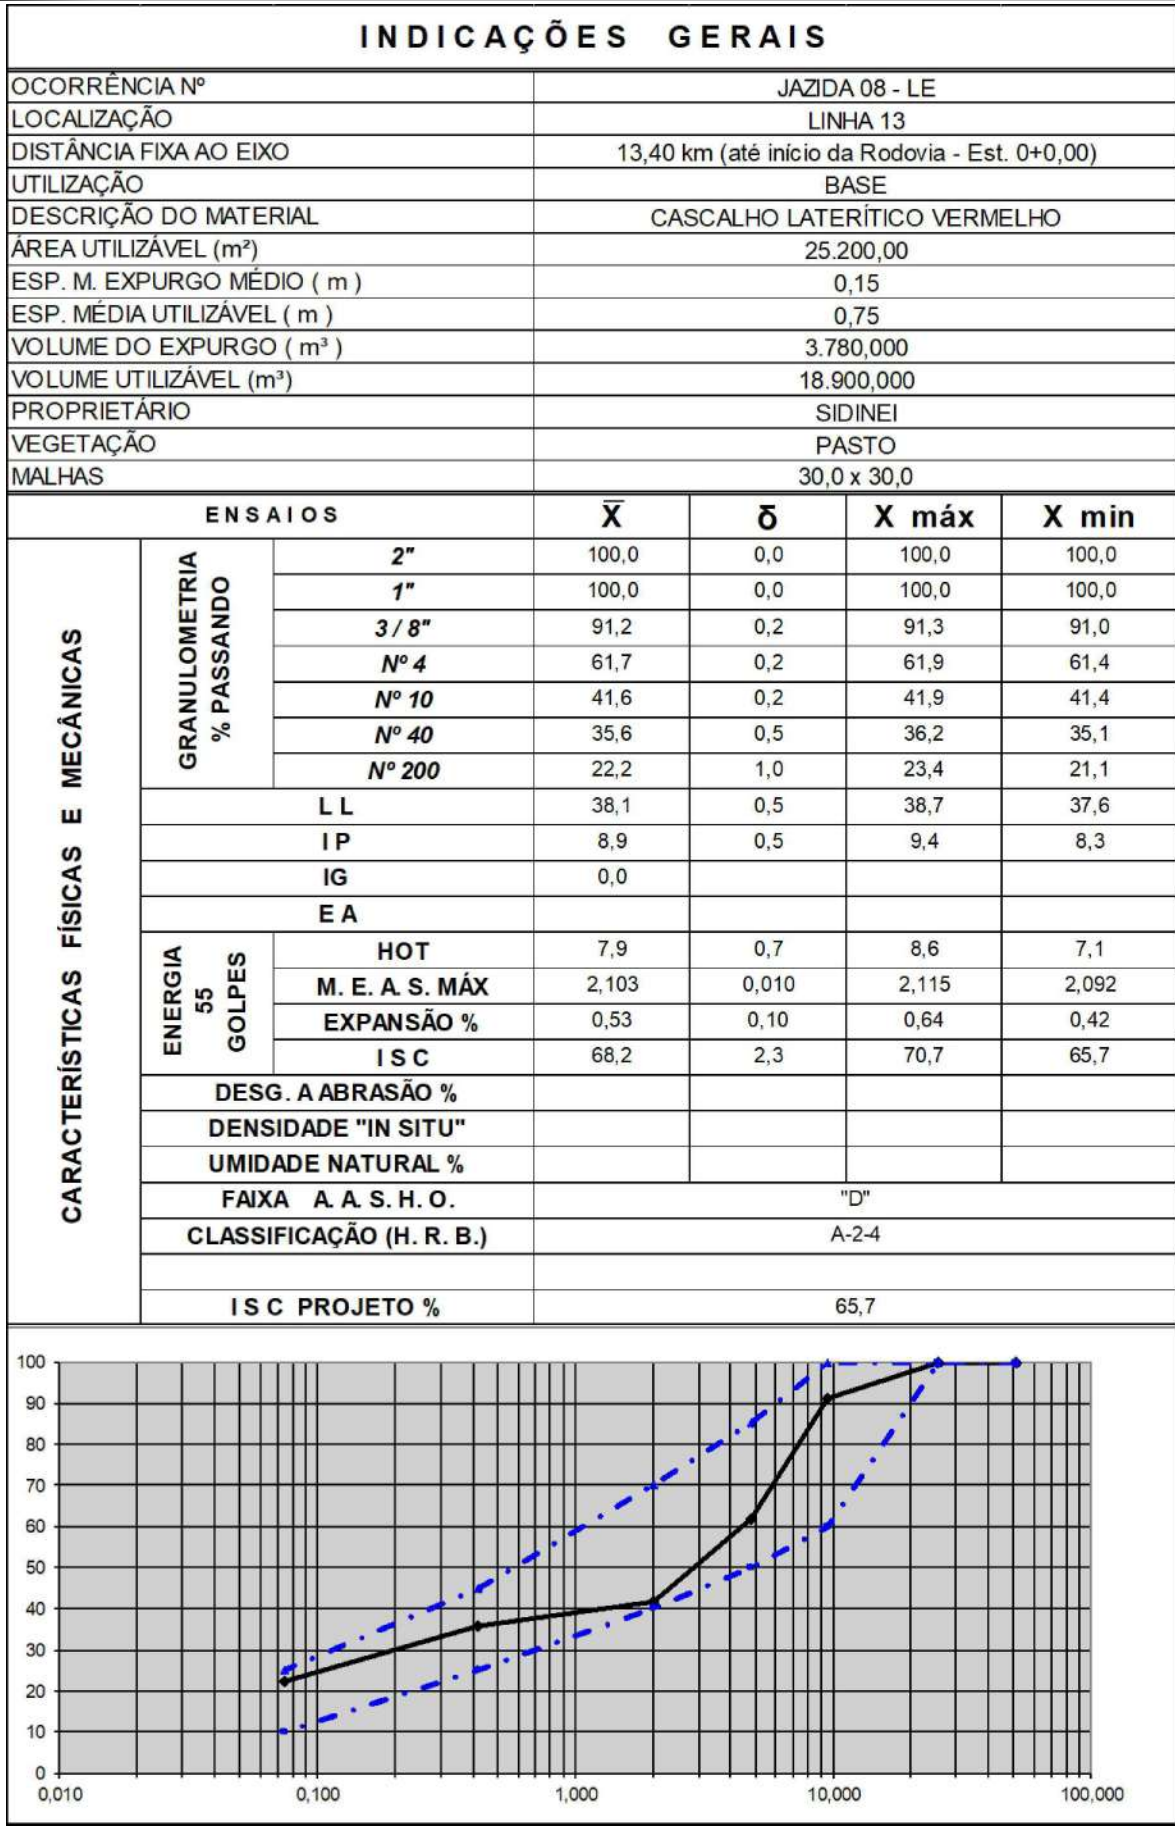 INDICAÇÕES GERAIS
OCORRÊNCIA Nº JAZIDA 08 - LE
LOCALIZAÇÃO LINHA 13
DISTÂNCIA FIXA AO EIXO 13,40 km (até início da Rodovia - Est. 0+0,00)
UTILIZAÇÃO BASE
DESCRIÇÃO DO MATERIAL CASCALHO LATERÍTICO VERMELHO
ÁREA UTILIZÁVEL (m²) 25.200,00
ESP. M. EXPURGO MÉDIO ( m ) 0,15
ESP. MÉDIA UTILIZÁVEL ( m ) 0,75
VOLUME DO EXPURGO ( m³ ) 3.780,000
VOLUME UTILIZÁVEL (m³) 18.900,000
PROPRIETÁRIO SIDINEI
VEGETAÇÃO PASTO
MALHAS 30,0 x 30,0
ENSAIOS X̅ δ X máx X min
CARACTERÍSTICAS FÍSICAS E MECÂNICAS
GRANULOMETRIA
% PASSANDO
2" 100,0 0,0 100,0 100,0
1" 100,0 0,0 100,0 100,0
3 / 8" 91,2 0,2 91,3 91,0
Nº 4 61,7 0,2 61,9 61,4
Nº 10 41,6 0,2 41,9 41,4
Nº 40 35,6 0,5 36,2 35,1
Nº 200 22,2 1,0 23,4 21,1
L L 38,1 0,5 38,7 37,6
I P 8,9 0,5 9,4 8,3
IG 0,0
E A
ENERGIA
55
GOLPES
HOT 7,9 0,7 8,6 7,1
M. E. A. S. MÁX 2,103 0,010 2,115 2,092
EXPANSÃO % 0,53 0,10 0,64 0,42
I S C 68,2 2,3 70,7 65,7
DESG. A ABRASÃO %
DENSIDADE "IN SITU"
UMIDADE NATURAL %
FAIXA A. A. S. H. O. "D"
CLASSIFICAÇÃO (H. R. B.) A-2-4
I S C PROJETO % 65,7
100
90
80
70
60
50
40
30
20
10
0
0,010 0,100 1,000 10,000 100,000